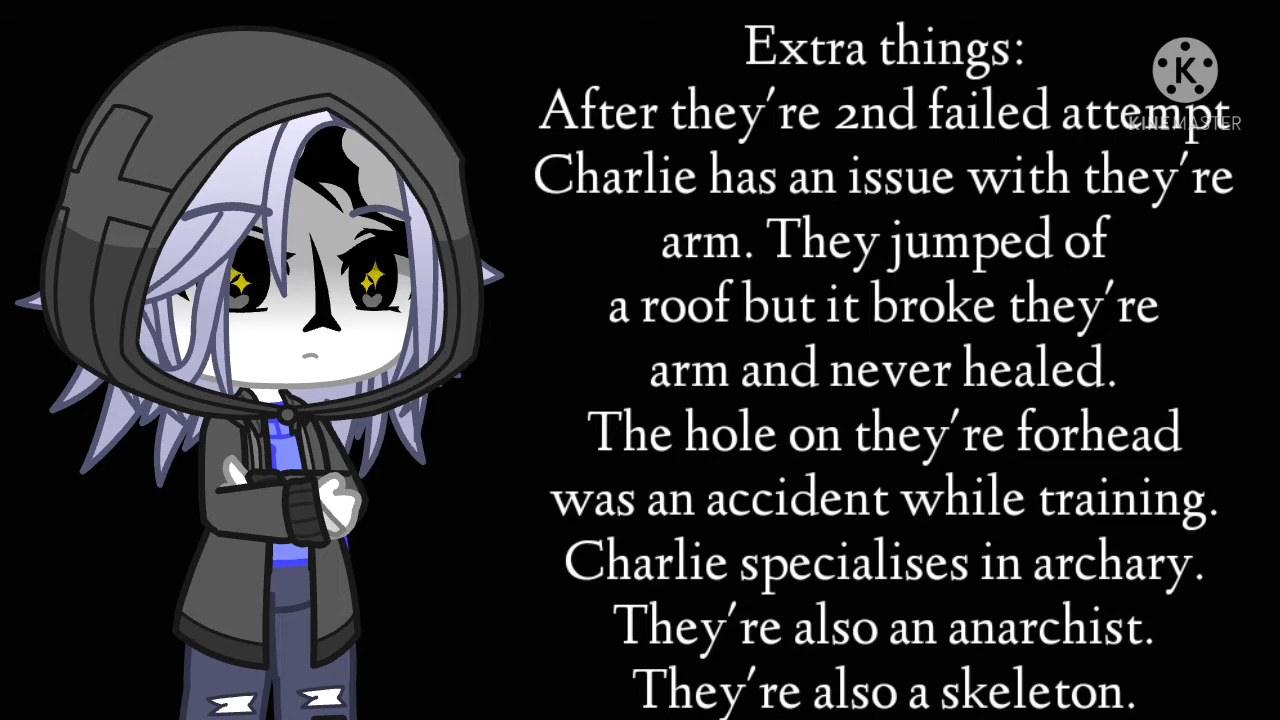 Extra things:
After they're 2nd failed attempt
Charlie has an issue with they're
arm. They jumped of
a roof but it broke they're
arm and never healed.
The hole on they're forhead
was an accident while training.
Charlie specialises in archary.
They're also an anarchist.
They're also a skeleton.
K
KINEMASTER